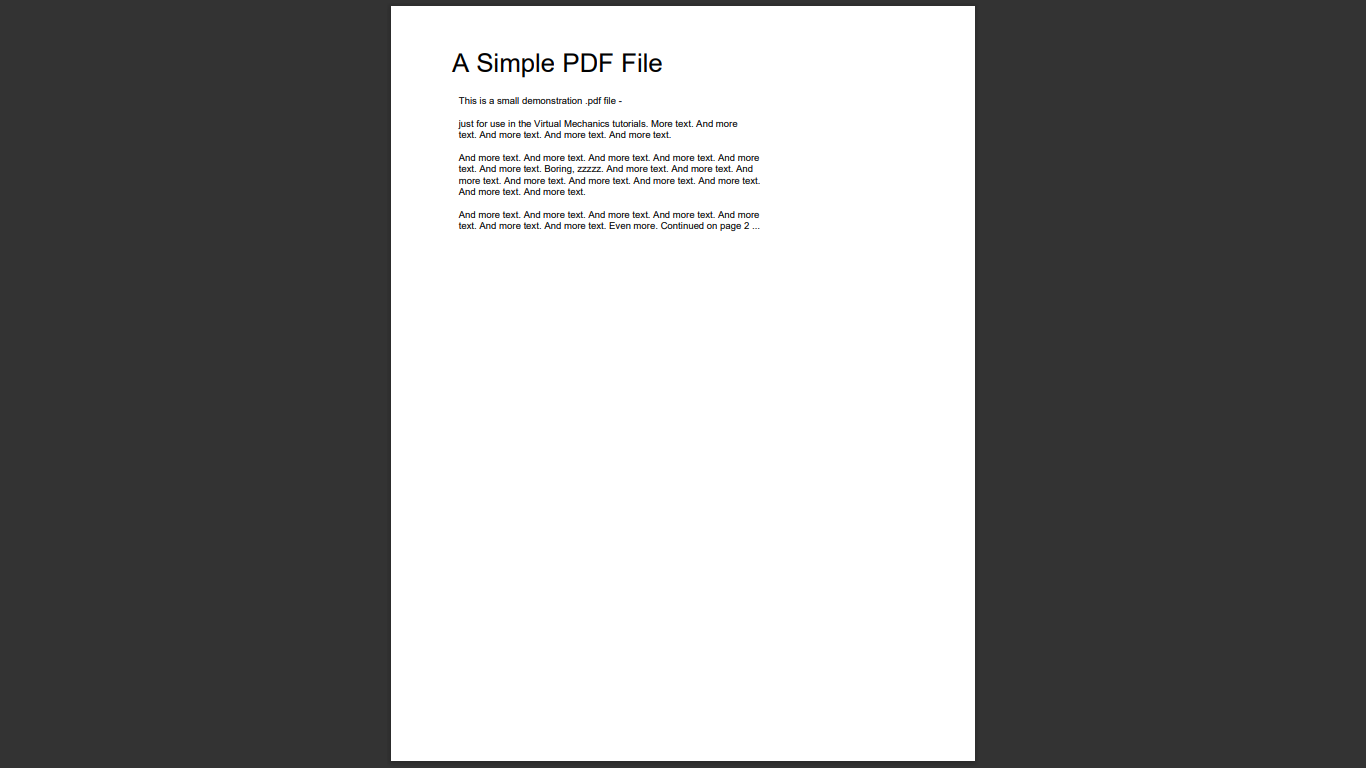 A Simple PDF File
This is a small demonstration .pdf file -
just for use in the Virtual Mechanics tutorials. More text. And more
text. And more text. And more text. And more text.
And more text. And more text. And more text. And more text. And more
text. And more text. Boring, zzzzz. And more text. And more text. And
more text. And more text. And more text. And more text. And more text.
And more text. And more text.
And more text. And more text. And more text. And more text. And more
text. And more text. And more text. Even more. Continued on page 2 ...